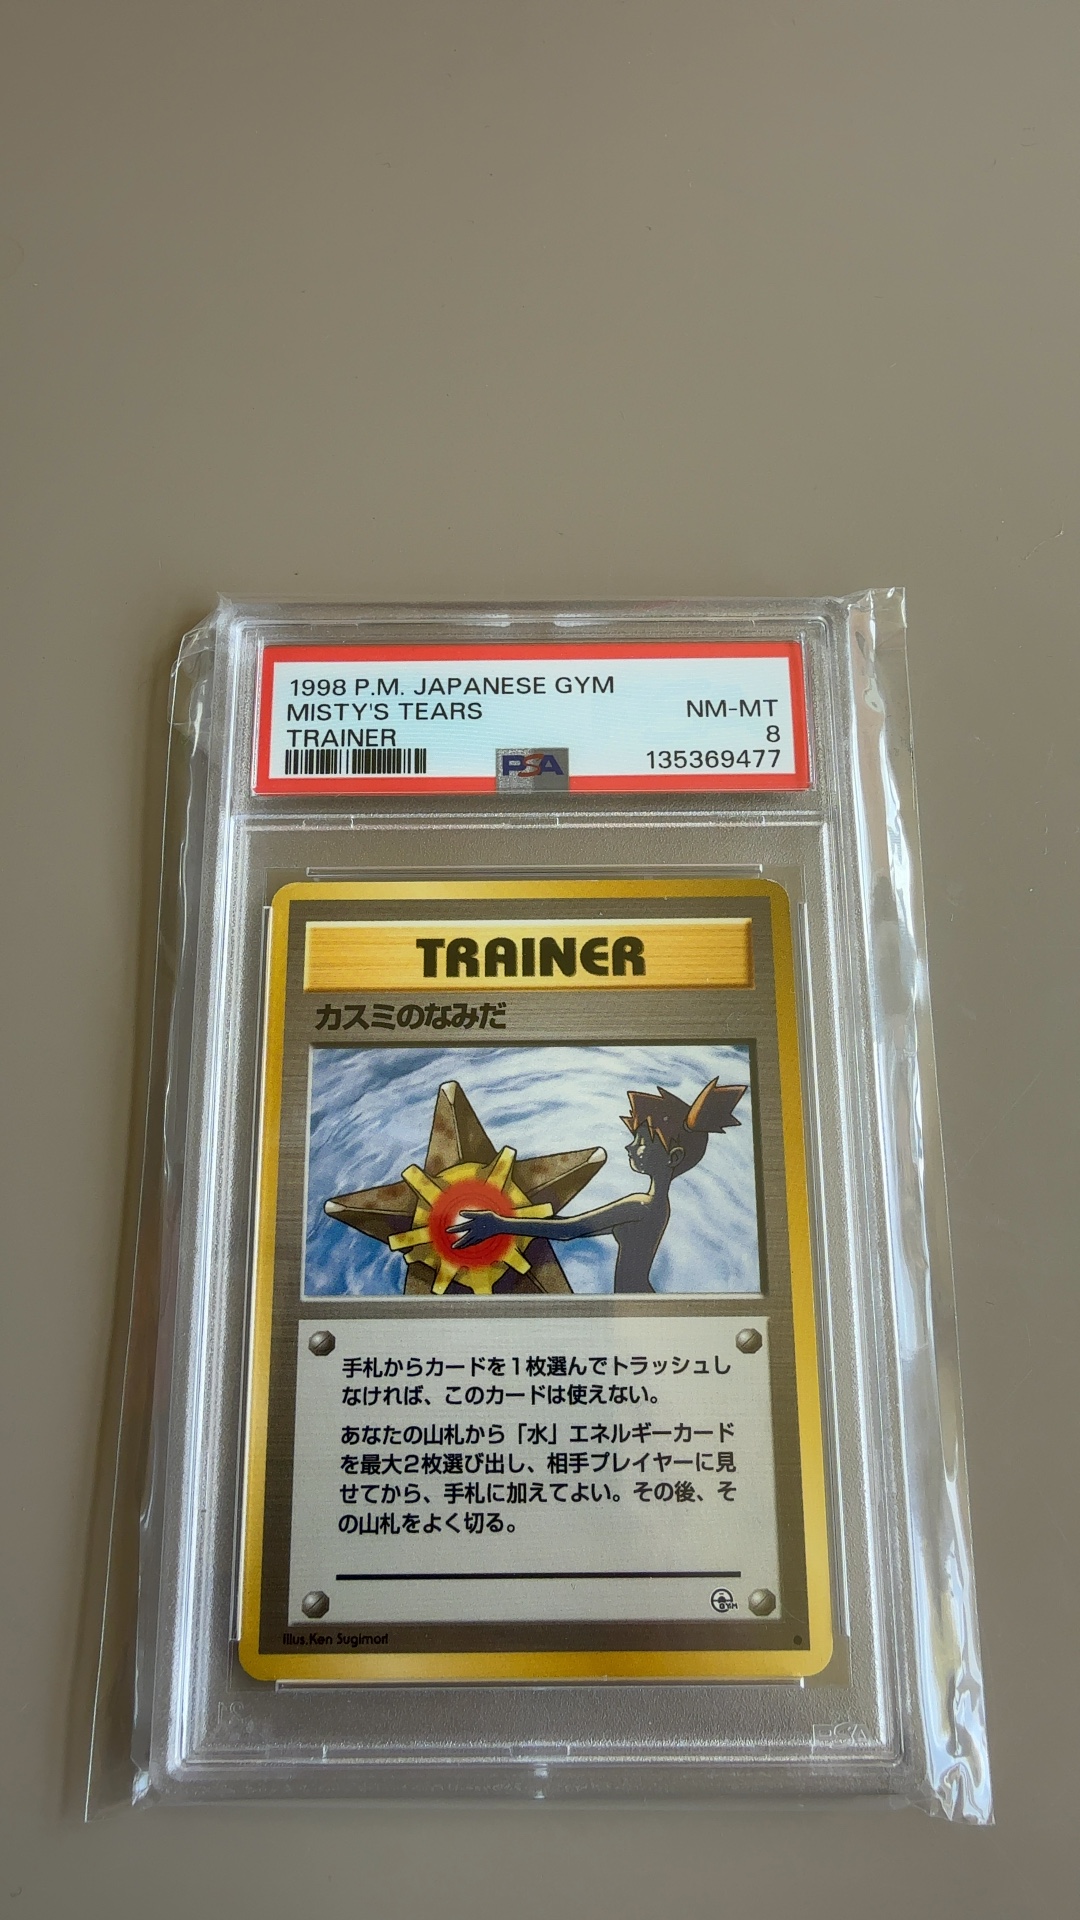 1998 P.M. JAPANESE GYM
MISTY'S TEARS
NM-MT
TRAINER
8
PSA
135369477
TRAINER
カスミのなみだ
手札からカードを1枚選んでトラッシュし
なければ、このカードは使えない。
あなたの山札から「水」エネルギーカード
を最大2枚選び出し、相手プレイヤーに見
せてから、手札に加えてよい。その後、そ
の山札をよく切る。
GYM
Illus.Ken Sugimori
PSA